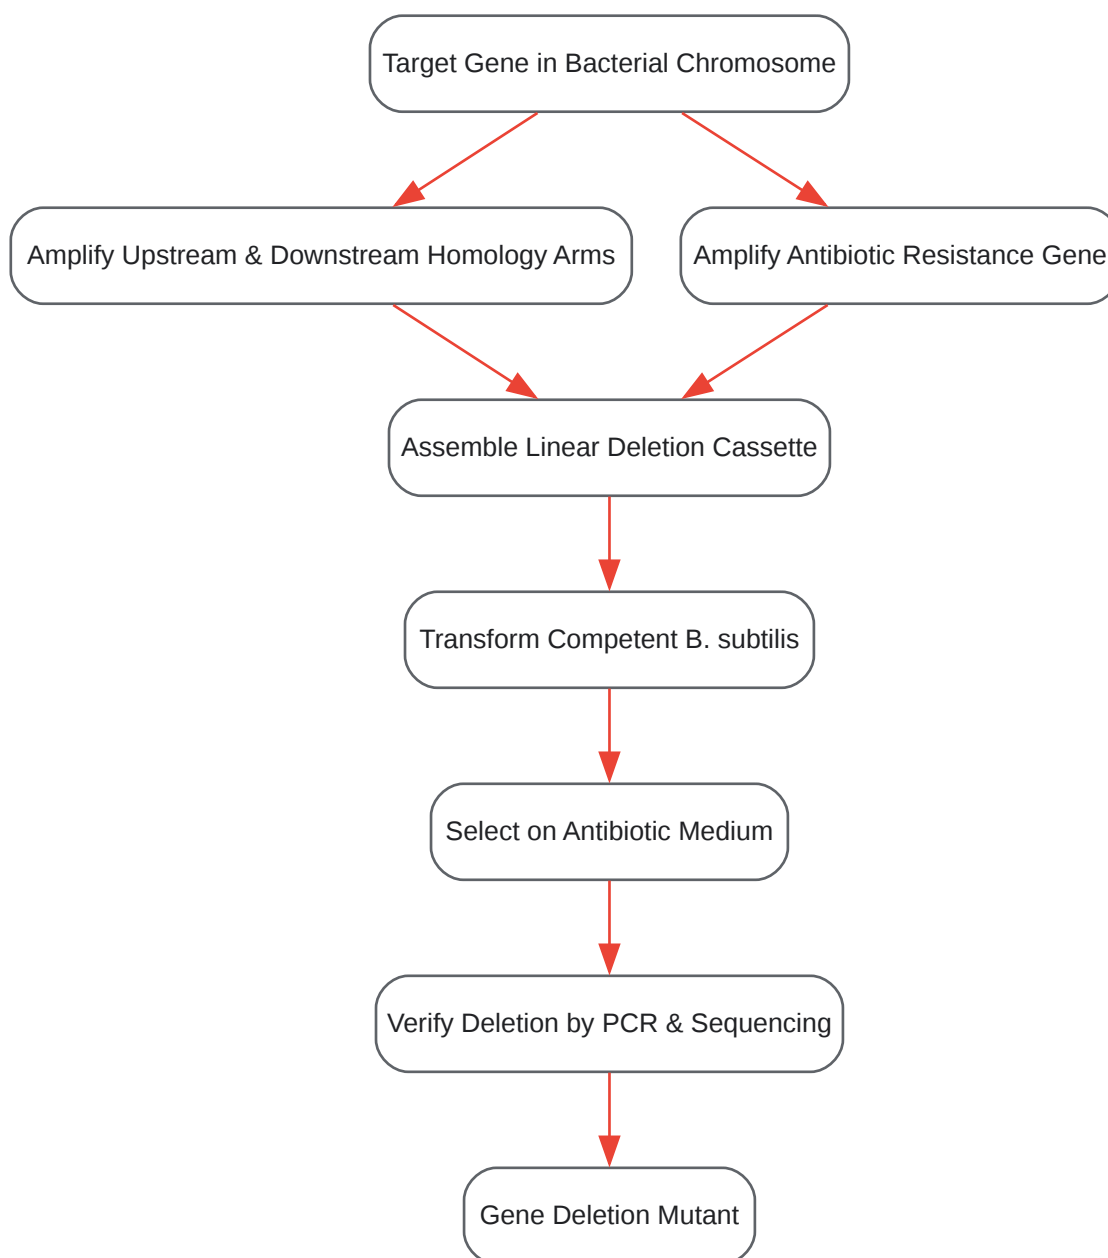 Target Gene in Bacterial Chromosome
Amplify Upstream & Downstream Homology Arms
Amplify Antibiotic Resistance Gene
Assemble Linear Deletion Cassette
Transform Competent B. subtilis
Select on Antibiotic Medium
Verify Deletion by PCR & Sequencing
Gene Deletion Mutant